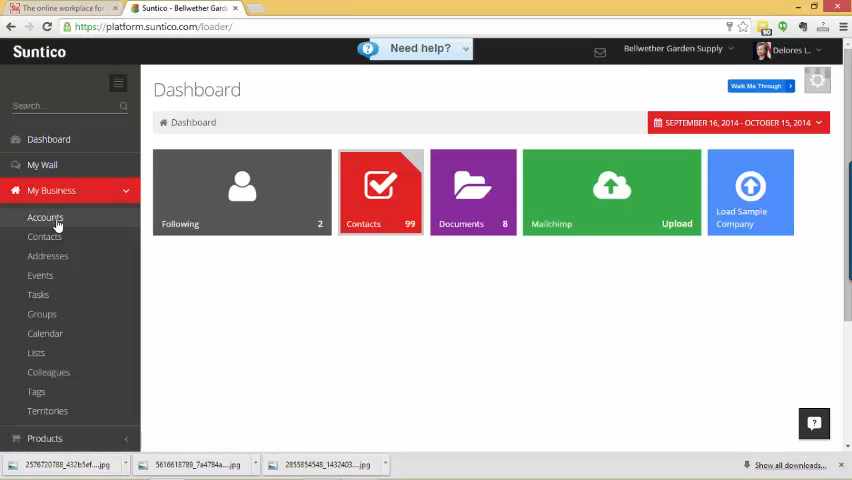 The online workplace for
Suntico - Bellwether Gard
https://platform.suntico.com/loader/
90
Suntico
Need help?
Bellwether Garden Supply
Delores L.
Search...
Dashboard
Walk Me Through
Dashboard
SEPTEMBER 16, 2014 - OCTOBER 15, 2014
Dashboard
My Wall
My Business
Accounts
Contacts
Addresses
Events
Tasks
Groups
Calendar
Lists
Colleagues
Tags
Territories
Products
Following 2
Contacts 99
Documents 8
Mailchimp Upload
Load Sample
Company
2576720788_432b5ef....jpg
5616618789_7a4784a....jpg
2855854548_1432403....jpg
Show all downloads...